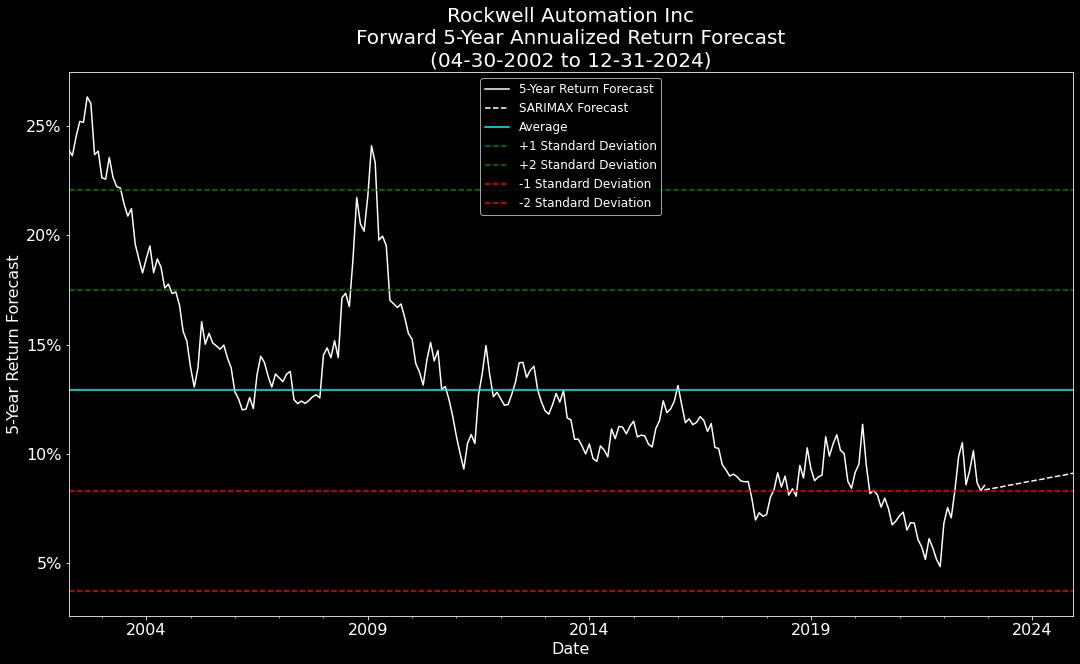 Rockwell Automation Inc
Forward 5-Year Annualized Return Forecast
(04-30-2002 to 12-31-2024)
5-Year Return Forecast
SARIMAX Forecast
Average
+1 Standard Deviation
+2 Standard Deviation
-1 Standard Deviation
-2 Standard Deviation
25%
20%
15%
10%
5%
5-Year Return Forecast
2004
2009
2014
2019
2024
Date